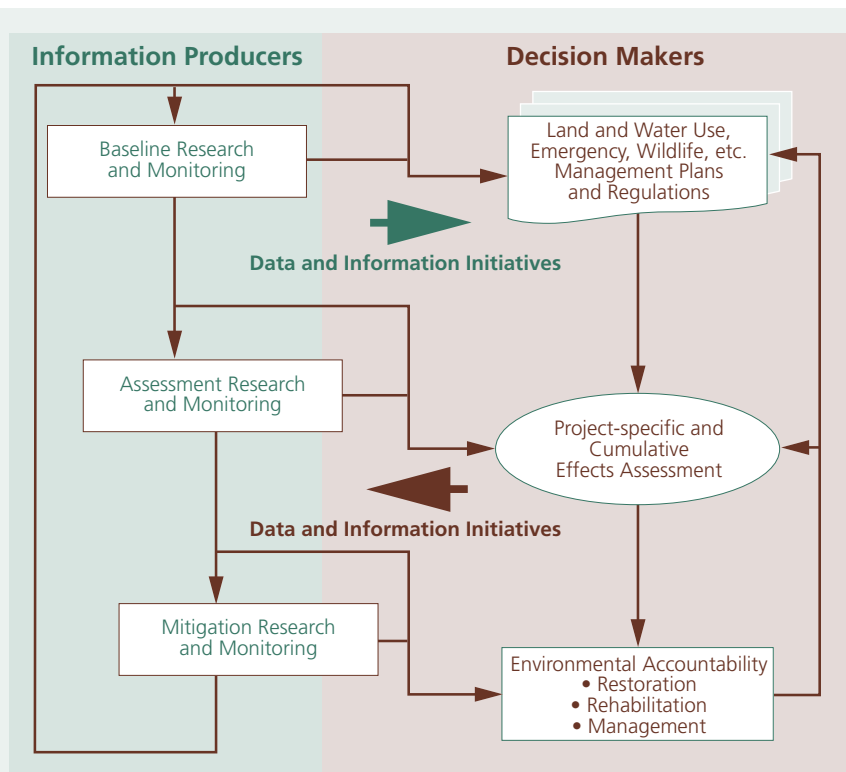 Information Producers
Decision Makers
Baseline Research
and Monitoring
Land and Water Use,
Emergency, Wildlife, etc.
Management Plans
and Regulations
Data and Information Initiatives
Assessment Research
and Monitoring
Project-specific and
Cumulative
Effects Assessment
Data and Information Initiatives
Mitigation Research
and Monitoring
Environmental Accountability
• Restoration
• Rehabilitation
• Management